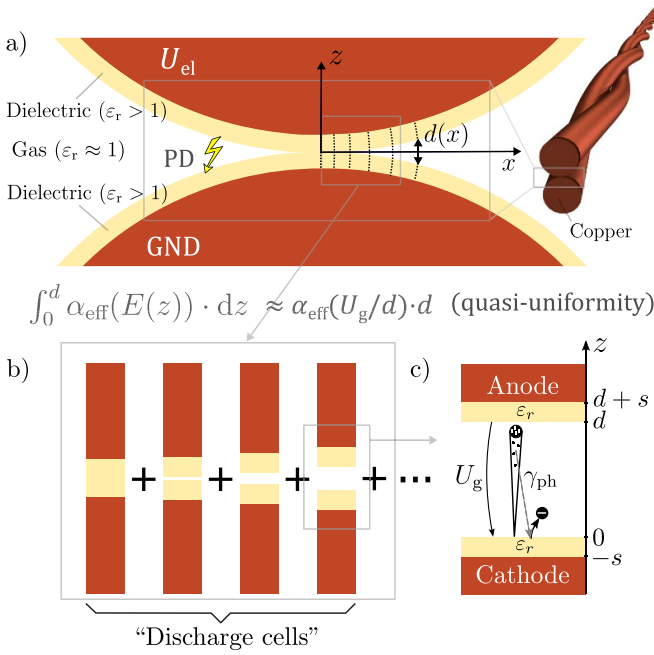 a)
U_el
z
Dielectric (ε_r > 1)
Gas (ε_r ≈ 1)
PD
d(x)
x
Dielectric (ε_r > 1)
GND
Copper
∫_0^d α_eff(E(z)) · dz ≈ α_eff(U_g/d)·d (quasi-uniformity)
b)
+ + + + ...
"Discharge cells"
c)
z
Anode
d + s
ε_r
d
U_g
γ_ph
0
ε_r
−s
Cathode